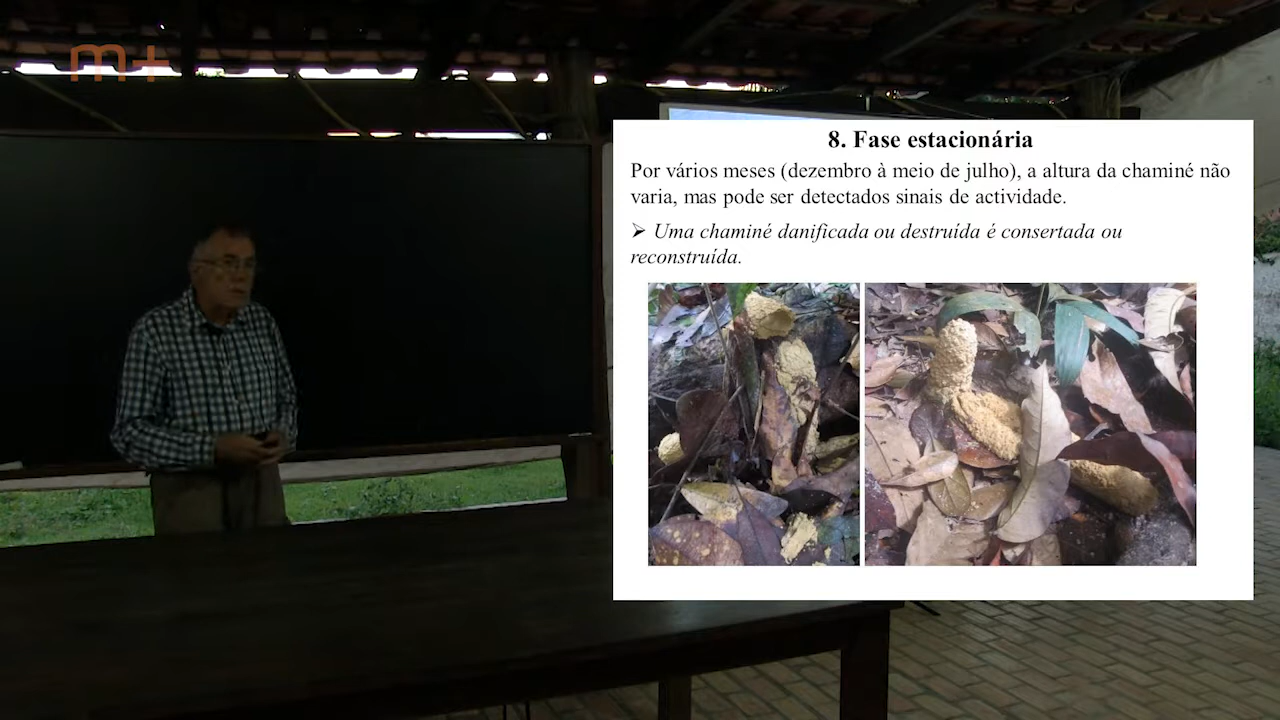 m+
8. Fase estacionária
Por vários meses (dezembro à meio de julho), a altura da chaminé não
varia, mas pode ser detectados sinais de actividade.
➢ Uma chaminé danificada ou destruída é consertada ou
reconstruída.